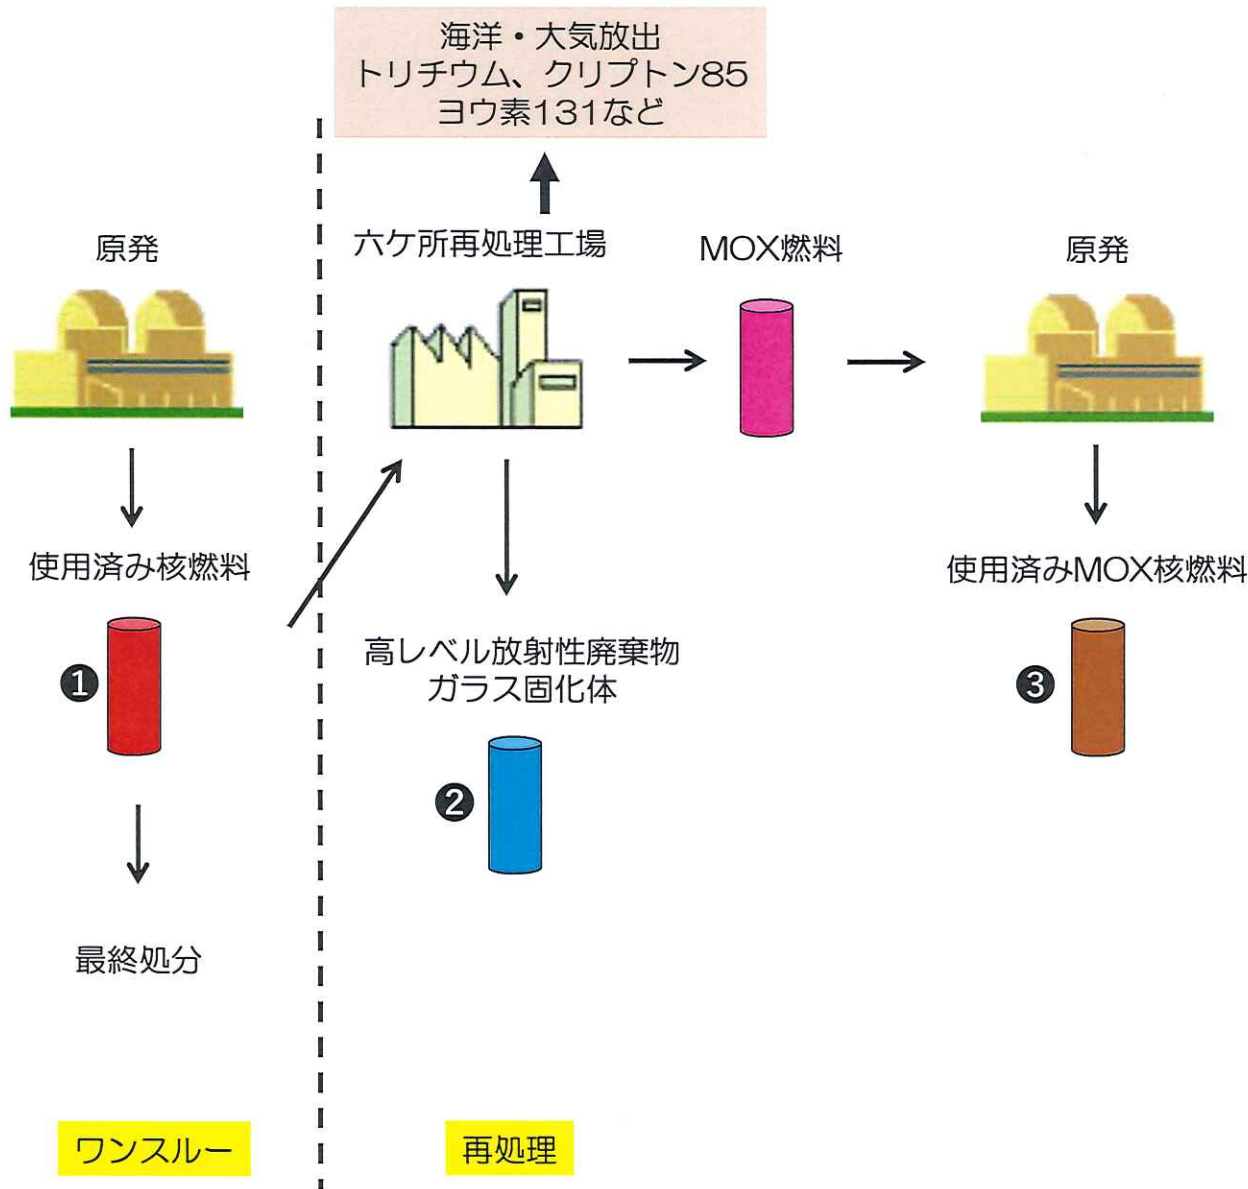 海洋・大気放出
トリチウム、クリプトン85
ヨウ素131など
原発
六ケ所再処理工場
MOX燃料
原発
使用済み核燃料
使用済みMOX核燃料
❶
高レベル放射性廃棄物
ガラス固化体
❸
❷
最終処分
ワンスルー
再処理